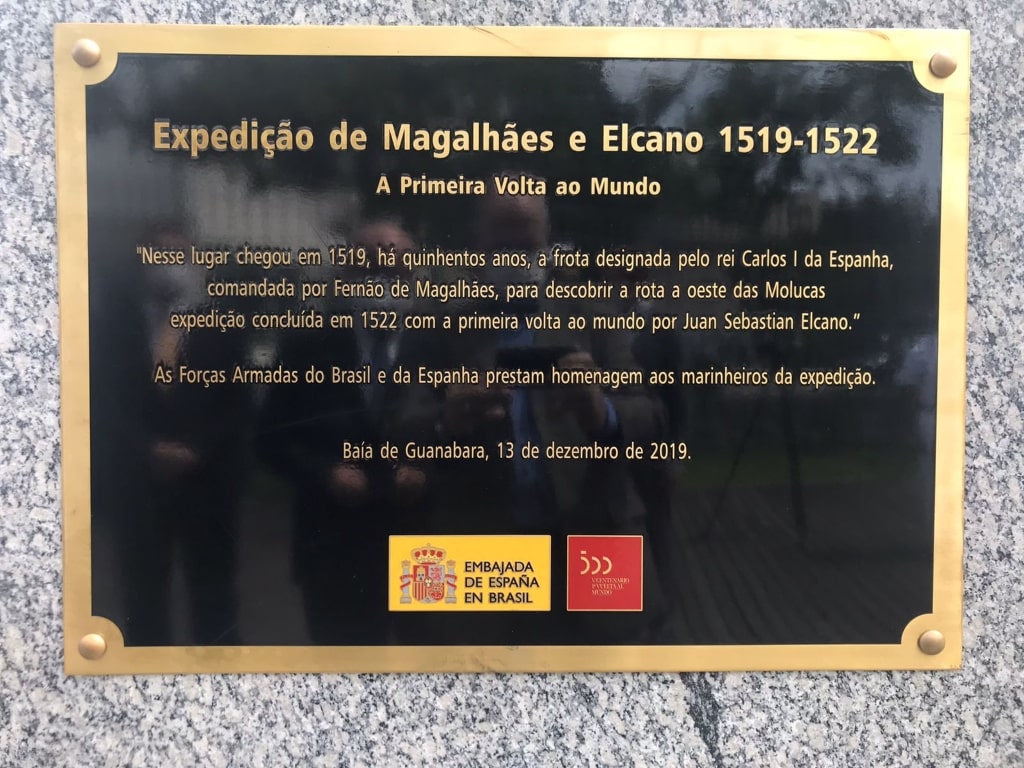 Expedição de Magalhães e Elcano 1519-1522
A Primeira Volta ao Mundo
"Nesse lugar chegou em 1519, há quinhentos anos, a frota designada pelo rei Carlos I da Espanha,
comandada por Fernão de Magalhães, para descobrir a rota a oeste das Molucas
expedição concluída em 1522 com a primeira volta ao mundo por Juan Sebastian Elcano.”
As Forças Armadas do Brasil e da Espanha prestam homenagem aos marinheiros da expedição.
Baía de Guanabara, 13 de dezembro de 2019.
EMBAJADA
DE ESPAÑA
EN BRASIL
V CENTENARIO
1ª VUELTA AL
MUNDO